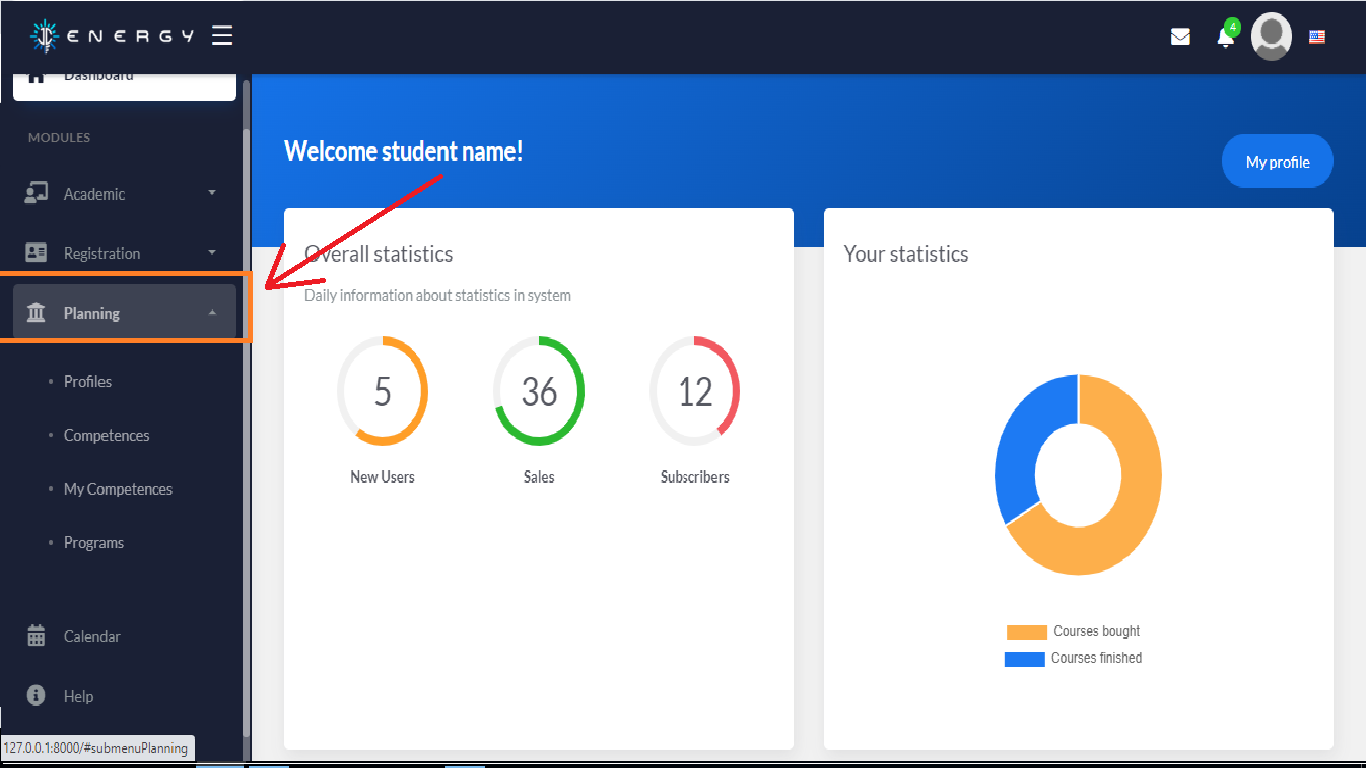 ENERGY
4
Dashboard
MODULES
Academic
Registration
Planning
Profiles
Competences
My Competences
Programs
Calendar
Help
127.0.0.1:8000/#submenuPlanning
Welcome student name!
My profile
Overall statistics
Daily information about statistics in system
5
36
12
New Users
Sales
Subscribers
Your statistics
Courses bought
Courses finished